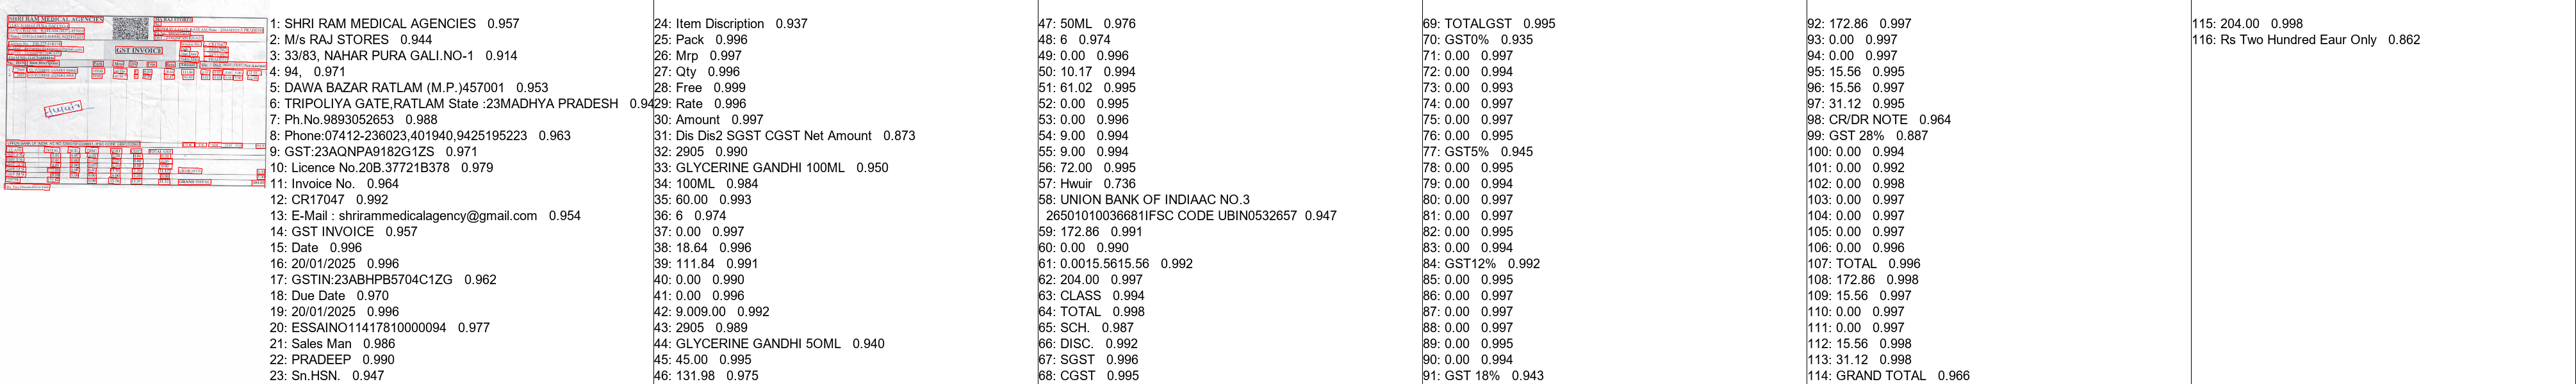 SHRI RAM MEDICAL AGENCIES
GST INVOICE
GRAND TOTAL
1: SHRI RAM MEDICAL AGENCIES 0.957
2: M/s RAJ STORES 0.944
3: 33/83, NAHAR PURA GALI.NO-1 0.914
4: 94, 0.971
5: DAWA BAZAR RATLAM (M.P.)457001 0.953
6: TRIPOLIYA GATE,RATLAM State :23MADHYA PRADESH 0.94
7: Ph.No.9893052653 0.988
8: Phone:07412-236023,401940,9425195223 0.963
9: GST:23AQNPA9182G1ZS 0.971
10: Licence No.20B.37721B378 0.979
11: Invoice No. 0.964
12: CR17047 0.992
13: E-Mail : shrirammedicalagency@gmail.com 0.954
14: GST INVOICE 0.957
15: Date 0.996
16: 20/01/2025 0.996
17: GSTIN:23ABHPB5704C1ZG 0.962
18: Due Date 0.970
19: 20/01/2025 0.996
20: ESSAINO11417810000094 0.977
21: Sales Man 0.986
22: PRADEEP 0.990
23: Sn.HSN. 0.947
24: Item Discription 0.937
25: Pack 0.996
26: Mrp 0.997
27: Qty 0.996
28: Free 0.999
29: Rate 0.996
30: Amount 0.997
31: Dis Dis2 SGST CGST Net Amount 0.873
32: 2905 0.990
33: GLYCERINE GANDHI 100ML 0.950
34: 100ML 0.984
35: 60.00 0.993
36: 6 0.974
37: 0.00 0.997
38: 18.64 0.996
39: 111.84 0.991
40: 0.00 0.990
41: 0.00 0.996
42: 9.009.00 0.992
43: 2905 0.989
44: GLYCERINE GANDHI 5OML 0.940
45: 45.00 0.995
46: 131.98 0.975
47: 50ML 0.976
48: 6 0.974
49: 0.00 0.996
50: 10.17 0.994
51: 61.02 0.995
52: 0.00 0.995
53: 0.00 0.996
54: 9.00 0.994
55: 9.00 0.994
56: 72.00 0.995
57: Hwuir 0.736
58: UNION BANK OF INDIAAC NO.3
26501010036681IFSC CODE UBIN0532657 0.947
59: 172.86 0.991
60: 0.00 0.990
61: 0.0015.5615.56 0.992
62: 204.00 0.997
63: CLASS 0.994
64: TOTAL 0.998
65: SCH. 0.987
66: DISC. 0.992
67: SGST 0.996
68: CGST 0.995
69: TOTALGST 0.995
70: GST0% 0.935
71: 0.00 0.997
72: 0.00 0.994
73: 0.00 0.993
74: 0.00 0.997
75: 0.00 0.997
76: 0.00 0.995
77: GST5% 0.945
78: 0.00 0.995
79: 0.00 0.994
80: 0.00 0.997
81: 0.00 0.997
82: 0.00 0.995
83: 0.00 0.994
84: GST12% 0.992
85: 0.00 0.995
86: 0.00 0.997
87: 0.00 0.997
88: 0.00 0.997
89: 0.00 0.995
90: 0.00 0.994
91: GST 18% 0.943
92: 172.86 0.997
93: 0.00 0.997
94: 0.00 0.997
95: 15.56 0.995
96: 15.56 0.997
97: 31.12 0.995
98: CR/DR NOTE 0.964
99: GST 28% 0.887
100: 0.00 0.994
101: 0.00 0.992
102: 0.00 0.998
103: 0.00 0.997
104: 0.00 0.997
105: 0.00 0.997
106: 0.00 0.996
107: TOTAL 0.996
108: 172.86 0.998
109: 15.56 0.997
110: 0.00 0.997
111: 0.00 0.997
112: 15.56 0.998
113: 31.12 0.998
114: GRAND TOTAL 0.966
115: 204.00 0.998
116: Rs Two Hundred Eaur Only 0.862